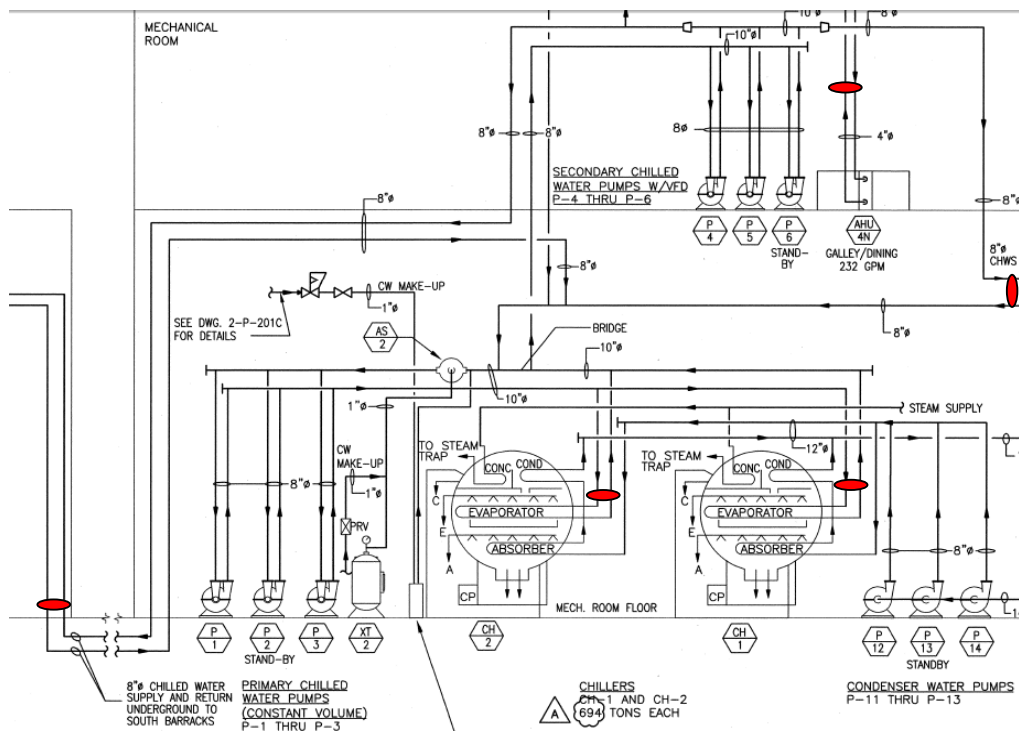 MECHANICAL
ROOM
10"ø
8"ø
10"ø
8"ø
8"ø
8ø
4"ø
SECONDARY CHILLED
WATER PUMPS W/VFD
P-4 THRU P-6
8"ø
8"ø
P
4
P
5
P
6
STAND-
BY
AHU
4N
GALLEY/DINING
232 GPM
8"ø
CHWS
8"ø
CW MAKE-UP
1"ø
SEE DWG. 2-P-201C
FOR DETAILS
AS
2
BRIDGE
8"ø
10"ø
10"ø
1"ø
STEAM SUPPLY
12"ø
CW
MAKE-UP
1"ø
8"ø
PRV
TO STEAM
TRAP
CONC
COND
C
EVAPORATOR
E
ABSORBER
A
CP
TO STEAM
TRAP
CONC
COND
C
EVAPORATOR
E
ABSORBER
A
CP
8"ø
MECH. ROOM FLOOR
P
1
P
2
STAND-BY
P
3
XT
2
CH
2
CH
1
P
12
P
13
STANDBY
P
14
8"ø CHILLED WATER
SUPPLY AND RETURN
UNDERGROUND TO
SOUTH BARRACKS
PRIMARY CHILLED
WATER PUMPS
(CONSTANT VOLUME)
P-1 THRU P-3
A
CHILLERS
CH-1 AND CH-2
694 TONS EACH
CONDENSER WATER PUMPS
P-11 THRU P-13